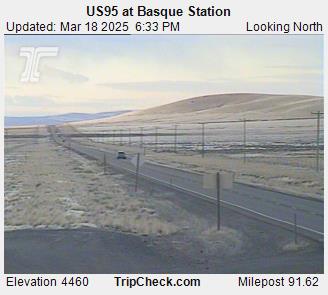 US95 at Basque Station
Updated: Mar 18 2025 6:33 PM Looking North
Elevation 4460 TripCheck.com Milepost 91.62